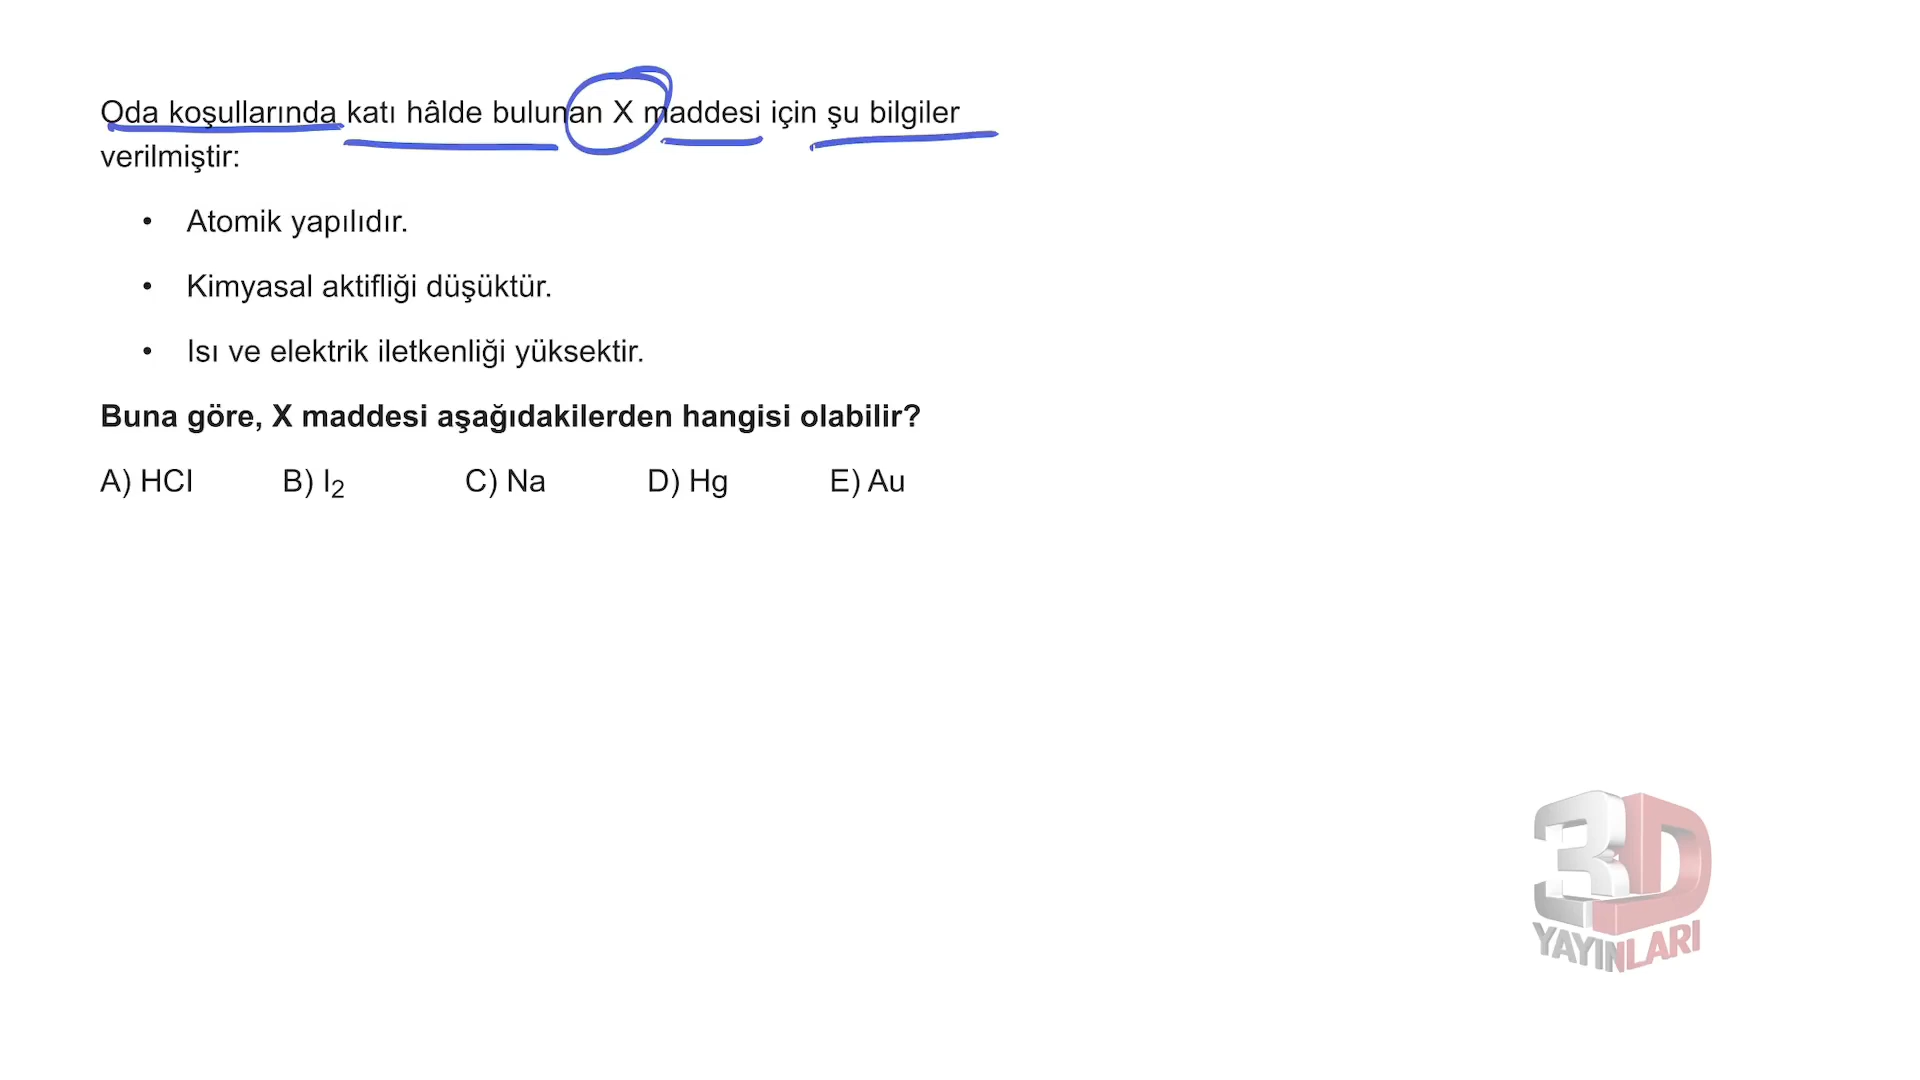 Oda koşullarında katı hâlde bulunan X maddesi için şu bilgiler
verilmiştir:
• Atomik yapılıdır.
• Kimyasal aktifliği düşüktür.
• Isı ve elektrik iletkenliği yüksektir.
Buna göre, X maddesi aşağıdakilerden hangisi olabilir?
A) HCl B) I2 C) Na D) Hg E) Au
3D
YAYINLARI